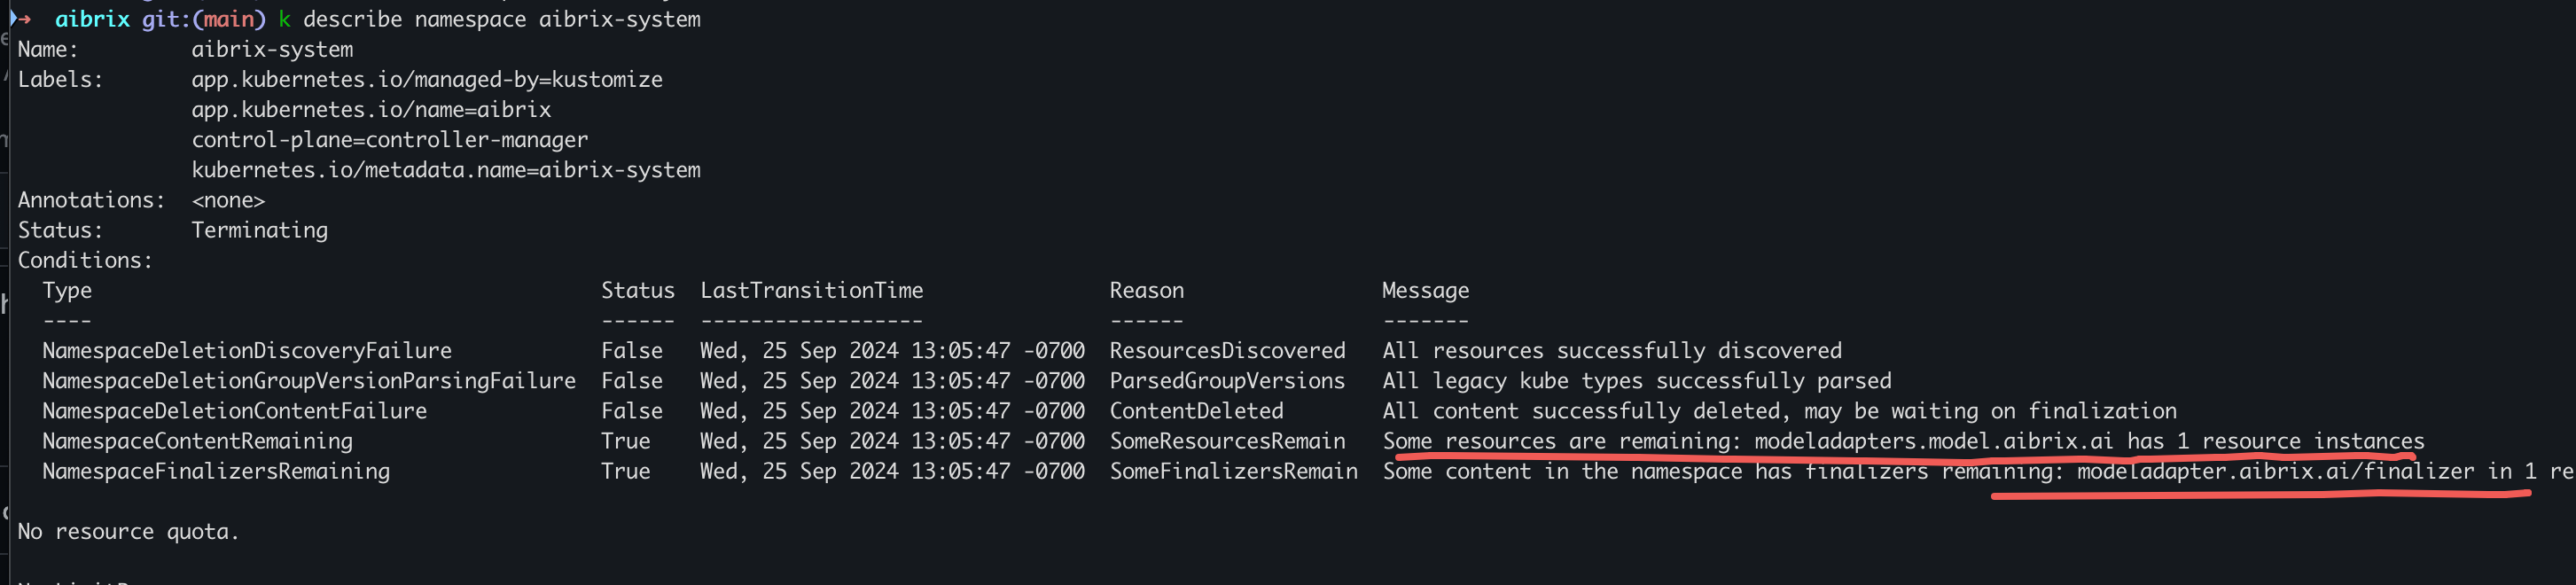 → aibrix git:(main) k describe namespace aibrix-system
Name: aibrix-system
Labels: app.kubernetes.io/managed-by=kustomize
app.kubernetes.io/name=aibrix
control-plane=controller-manager
kubernetes.io/metadata.name=aibrix-system
Annotations: <none>
Status: Terminating
Conditions:
Type Status LastTransitionTime Reason Message
---- ------ ------------------ ------ -------
NamespaceDeletionDiscoveryFailure False Wed, 25 Sep 2024 13:05:47 -0700 ResourcesDiscovered All resources successfully discovered
NamespaceDeletionGroupVersionParsingFailure False Wed, 25 Sep 2024 13:05:47 -0700 ParsedGroupVersions All legacy kube types successfully parsed
NamespaceDeletionContentFailure False Wed, 25 Sep 2024 13:05:47 -0700 ContentDeleted All content successfully deleted, may be waiting on finalization
NamespaceContentRemaining True Wed, 25 Sep 2024 13:05:47 -0700 SomeResourcesRemain Some resources are remaining: modeladapters.model.aibrix.ai has 1 resource instances
NamespaceFinalizersRemaining True Wed, 25 Sep 2024 13:05:47 -0700 SomeFinalizersRemain Some content in the namespace has finalizers remaining: modeladapter.aibrix.ai/finalizer in 1 re
No resource quota.